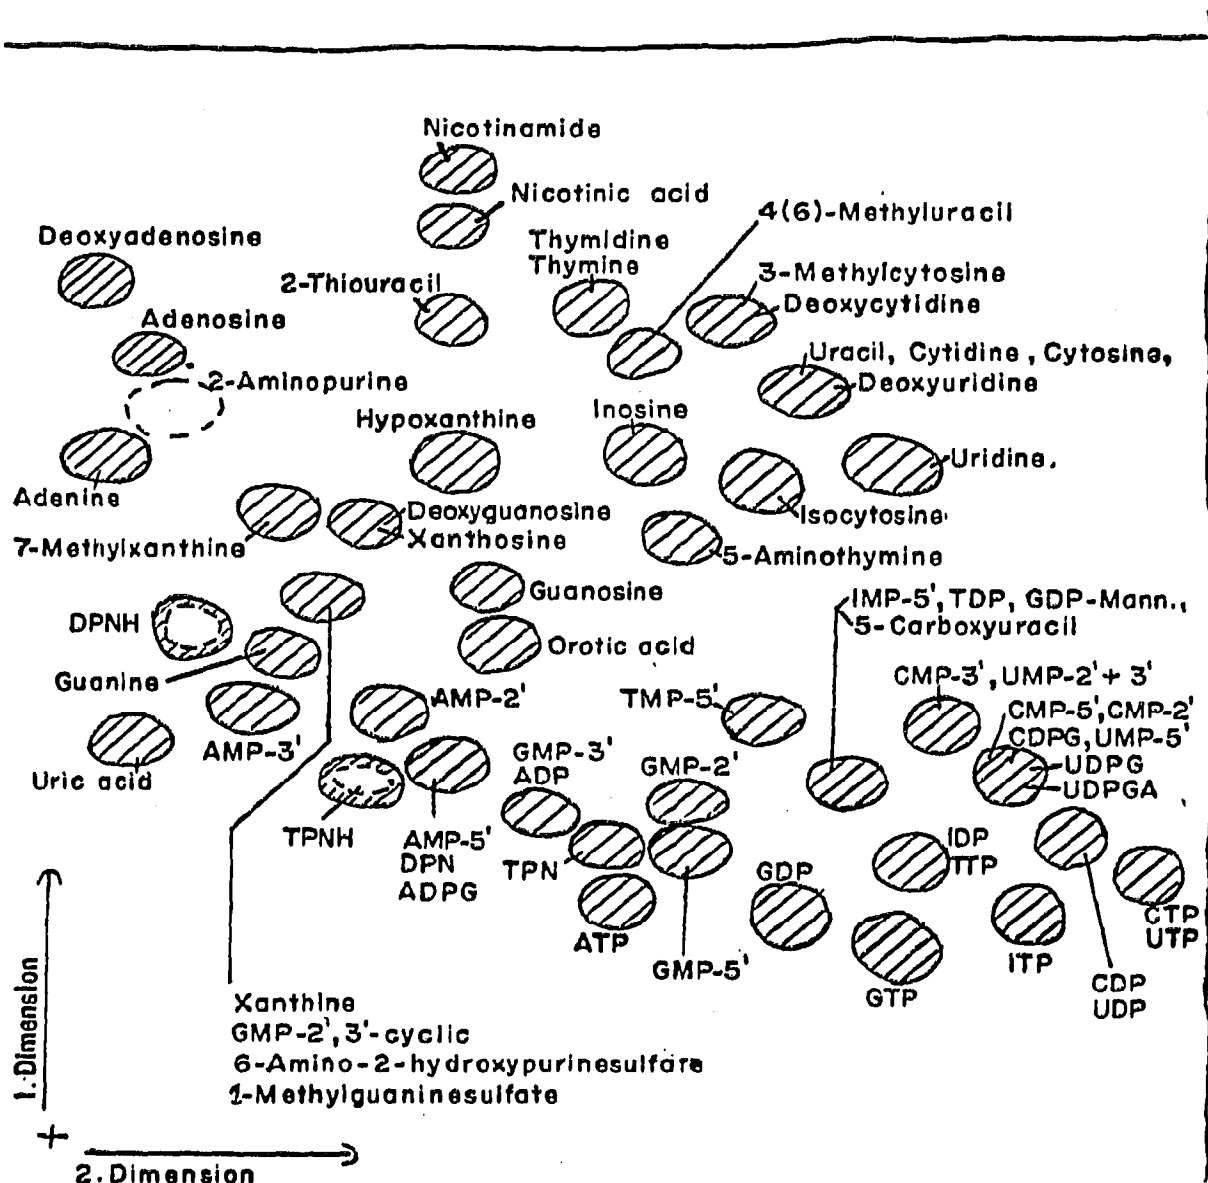 Nicotinamide
Nicotinic acid
4(6)-Methyluracil
Deoxyadenosine
Thymidine
Thymine
2-Thiouracil
3-Methylcytosine
Deoxycytidine
Adenosine
Uracil, Cytidine, Cytosine,
Deoxyuridine
2-Aminopurine
Hypoxanthine
Inosine
Uridine.
Adenine
Deoxyguanosine
Xanthosine
Isocytosine
7-Methylxanthine
5-Aminothymine
Guanosine
IMP-5', TDP, GDP-Mann.,
5-Carboxyuracil
DPNH
Orotic acid
Guanine
CMP-3', UMP-2'+ 3'
AMP-2'
TMP-5'
CMP-5', CMP-2'
CDPG, UMP-5'
UDPG
UDPGA
AMP-3'
Uric acid
GMP-3'
ADP
GMP-2'
TPNH
AMP-5'
DPN
ADPG
TPN
GDP
IDP
TTP
ATP
GMP-5'
GTP
ITP
CTP
UTP
CDP
UDP
Xanthine
GMP-2', 3'-cyclic
6-Amino-2-hydroxypurinesulfate
1-Methylguaninesulfate
1. Dimension
2. Dimension